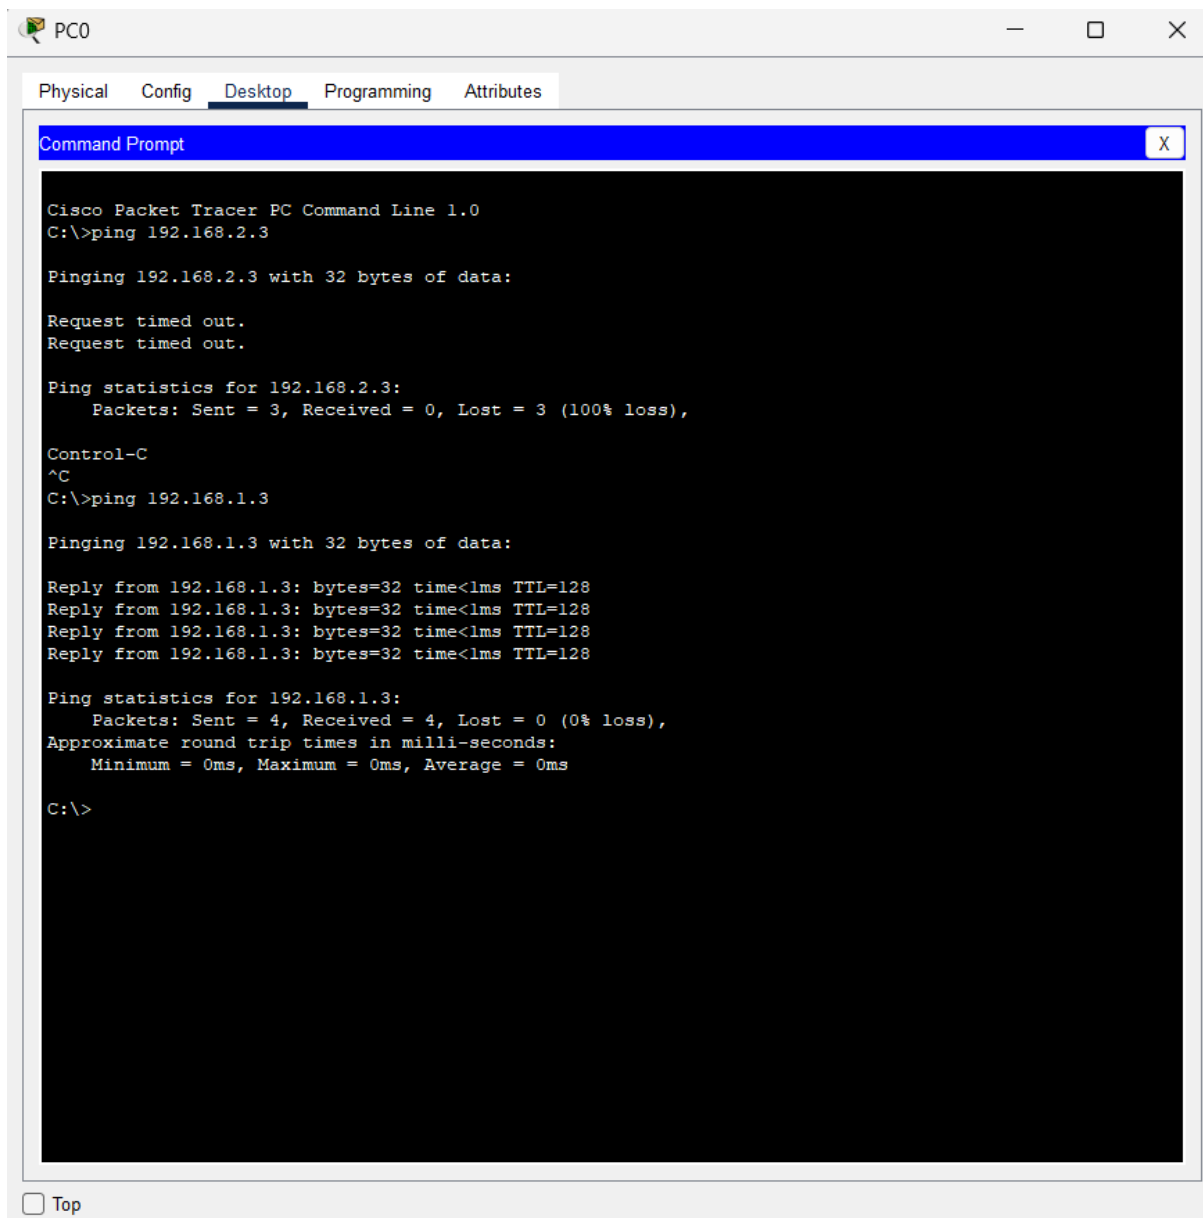 PC0
Physical Config Desktop Programming Attributes
Command Prompt X
Cisco Packet Tracer PC Command Line 1.0
C:\>ping 192.168.2.3
Pinging 192.168.2.3 with 32 bytes of data:
Request timed out.
Request timed out.
Ping statistics for 192.168.2.3:
    Packets: Sent = 3, Received = 0, Lost = 3 (100% loss),
Control-C
^C
C:\>ping 192.168.1.3
Pinging 192.168.1.3 with 32 bytes of data:
Reply from 192.168.1.3: bytes=32 time<1ms TTL=128
Reply from 192.168.1.3: bytes=32 time<1ms TTL=128
Reply from 192.168.1.3: bytes=32 time<1ms TTL=128
Reply from 192.168.1.3: bytes=32 time<1ms TTL=128
Ping statistics for 192.168.1.3:
    Packets: Sent = 4, Received = 4, Lost = 0 (0% loss),
Approximate round trip times in milli-seconds:
    Minimum = 0ms, Maximum = 0ms, Average = 0ms
C:\>
Top